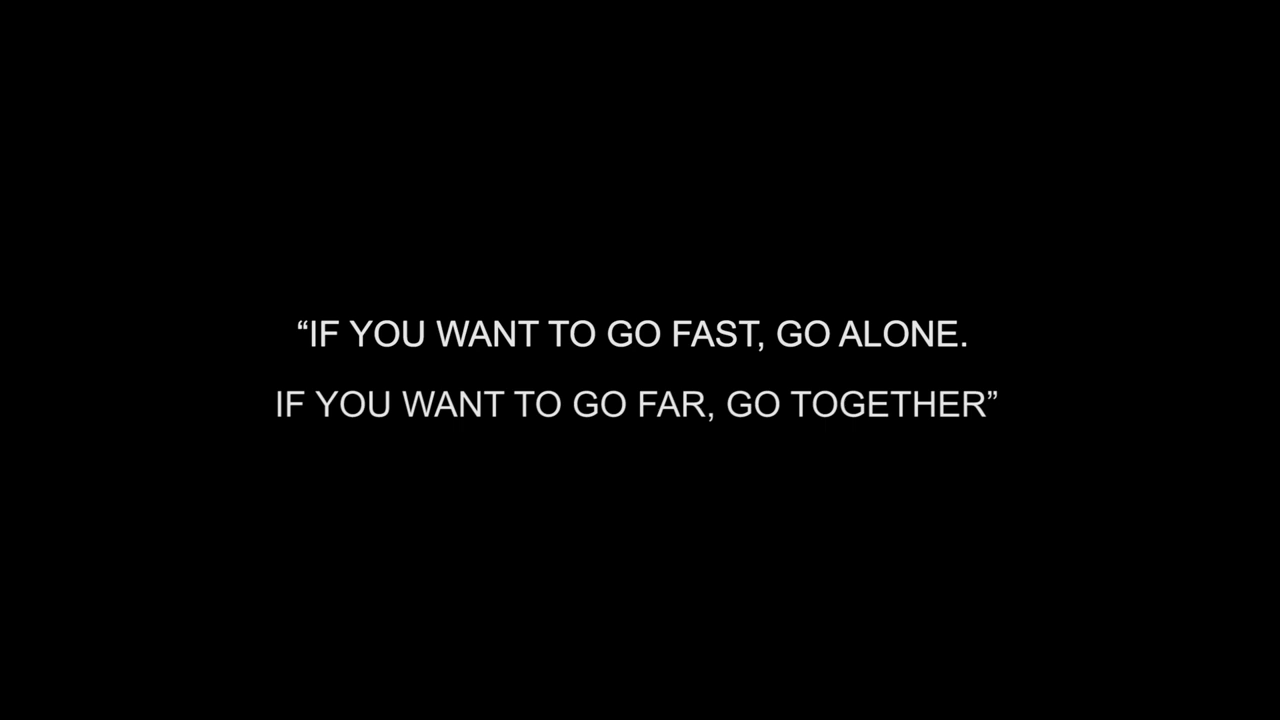 “IF YOU WANT TO GO FAST, GO ALONE.
IF YOU WANT TO GO FAR, GO TOGETHER”